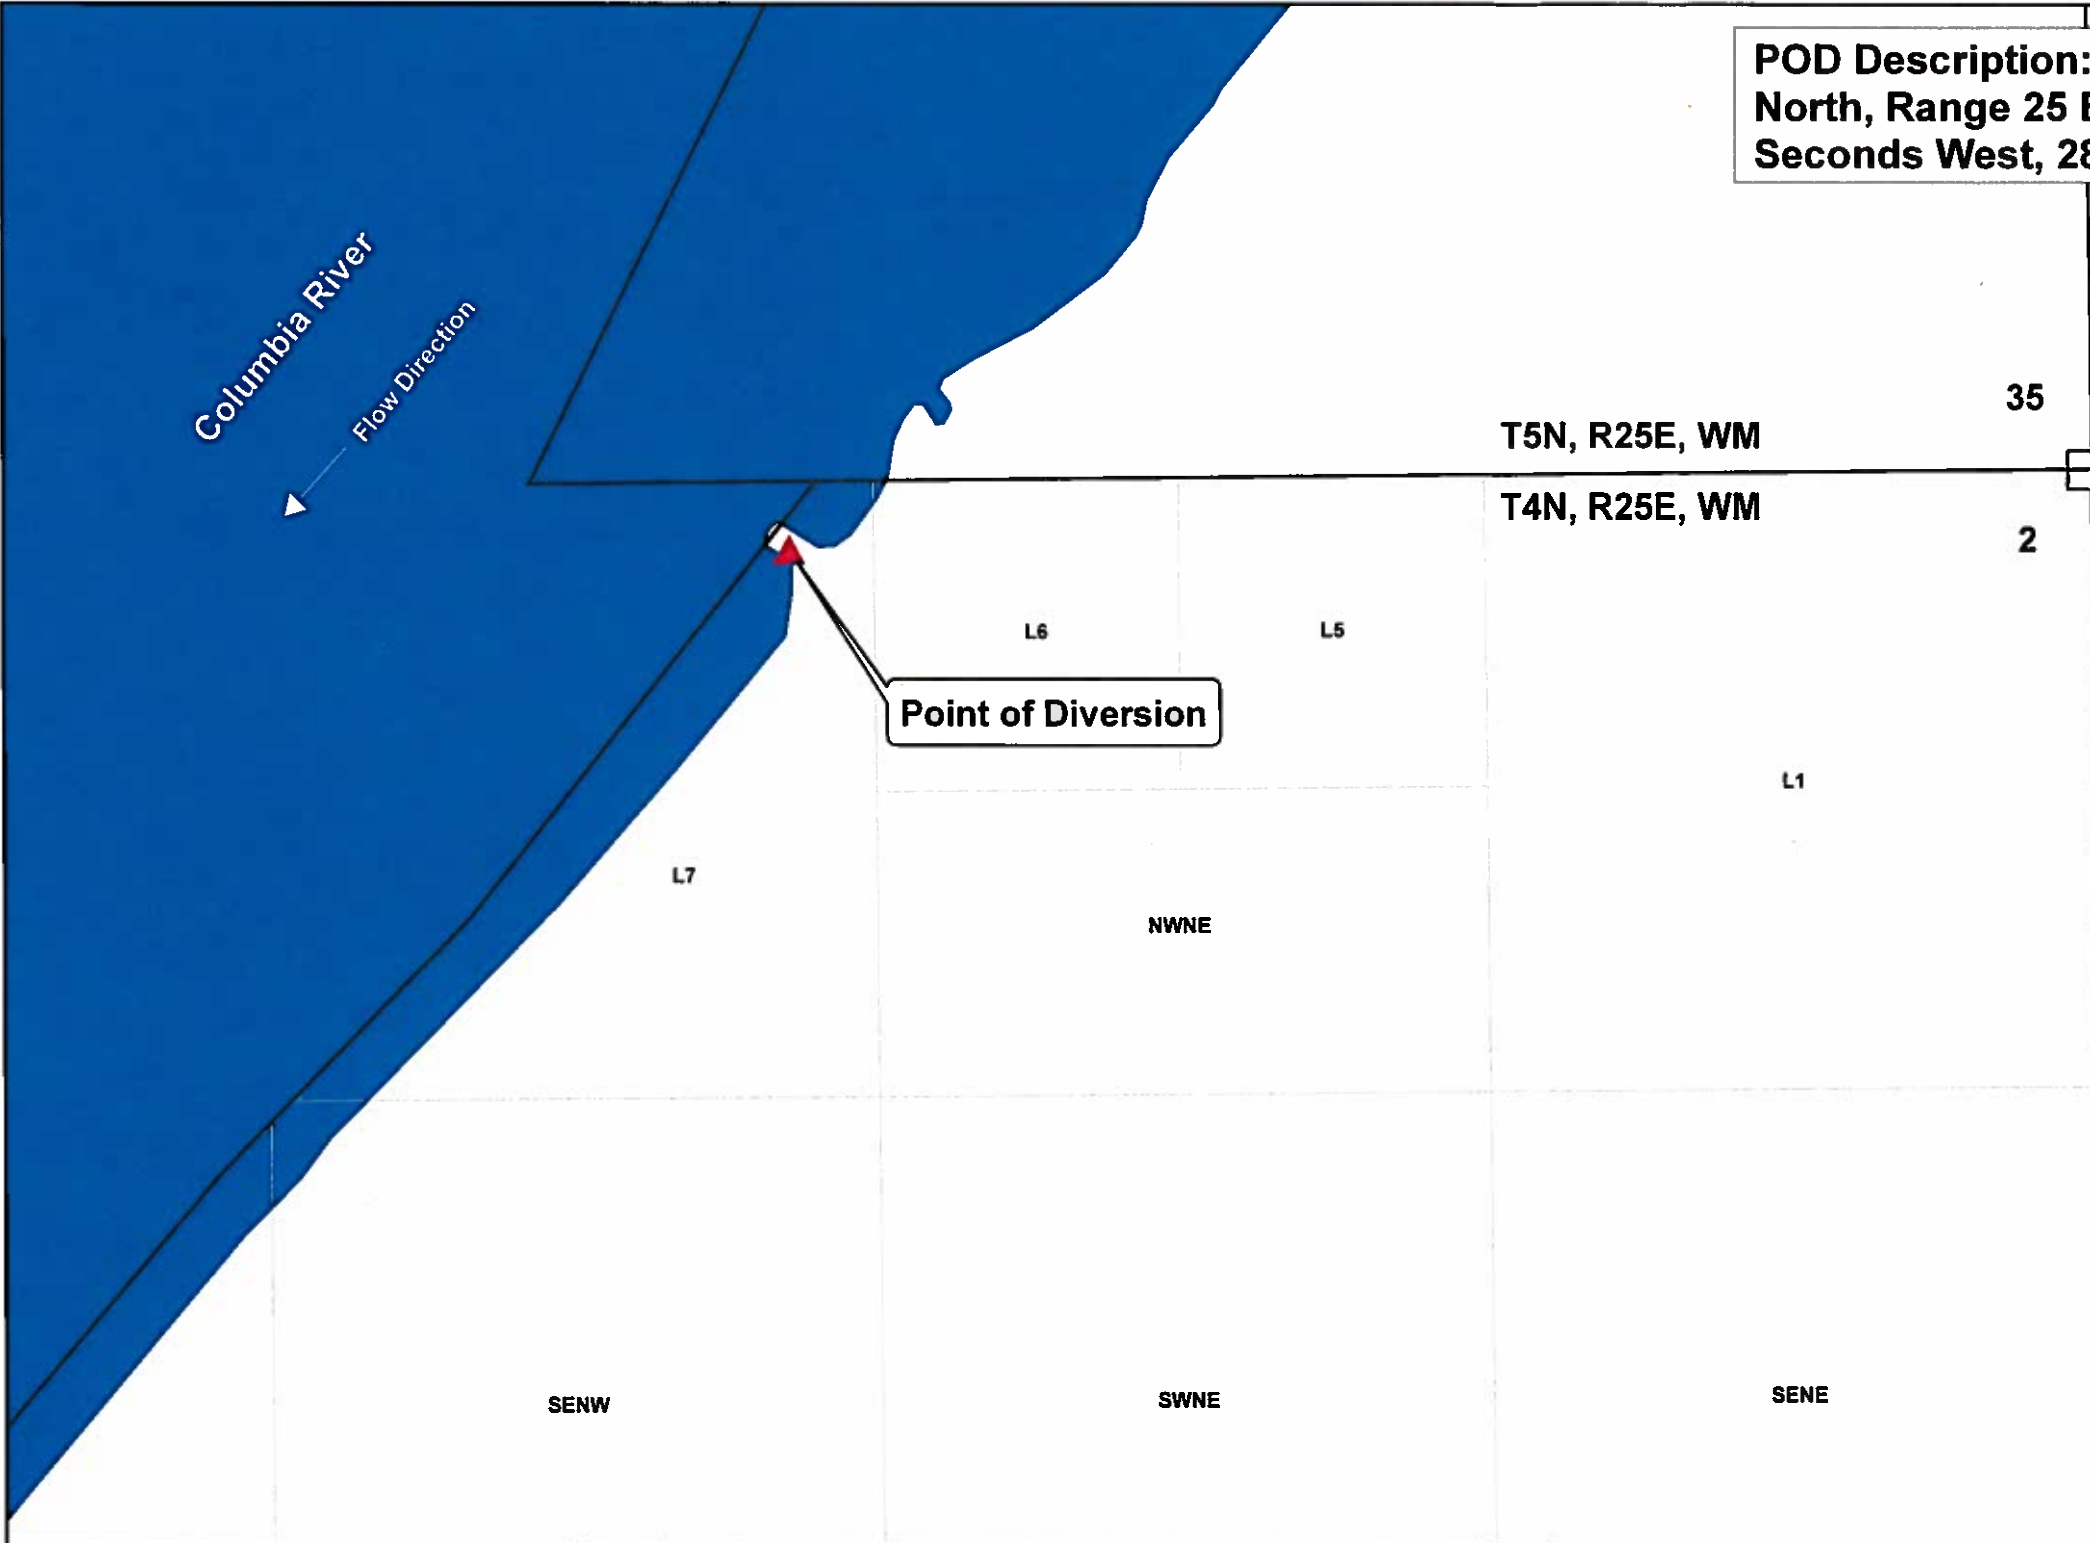 POD Description:
North, Range 25
Seconds West, 28
Columbia River
Flow Direction
35
T5N, R25E, WM
T4N, R25E, WM
2
L6
L5
Point of Diversion
L1
L7
NWNE
SENW
SWNE
SENE